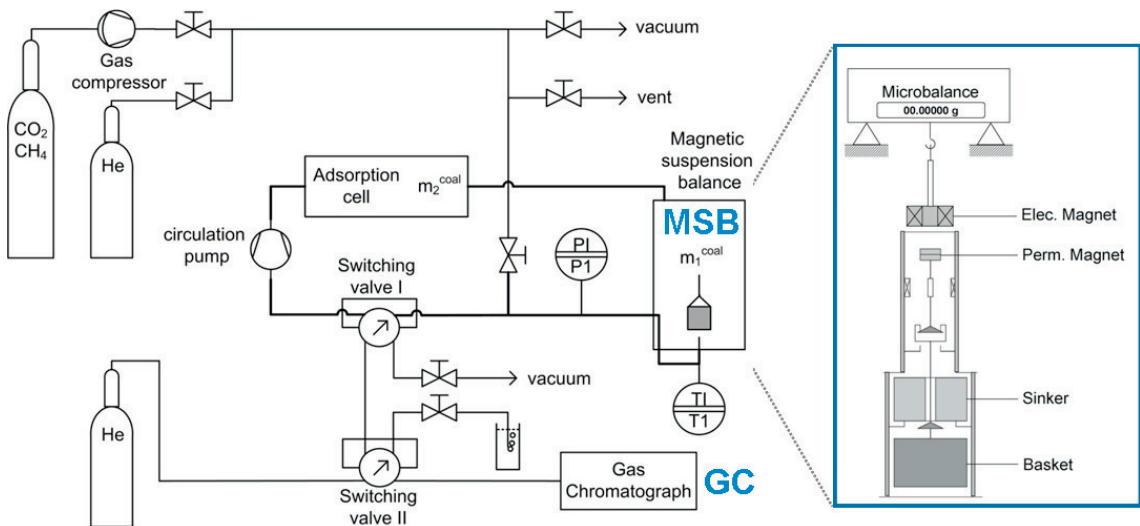 vacuum
Gas
compressor
vent
CO₂
CH₄
He
Adsorption
cell
m₂ᶜᵒᵃˡ
Magnetic
suspension
balance
MSB
m₁ᶜᵒᵃˡ
circulation
pump
PI
P1
Switching
valve I
TI
T1
vacuum
He
Switching
valve II
Gas
Chromatograph
GC
Microbalance
00.00000 g
Elec. Magnet
Perm. Magnet
Sinker
Basket